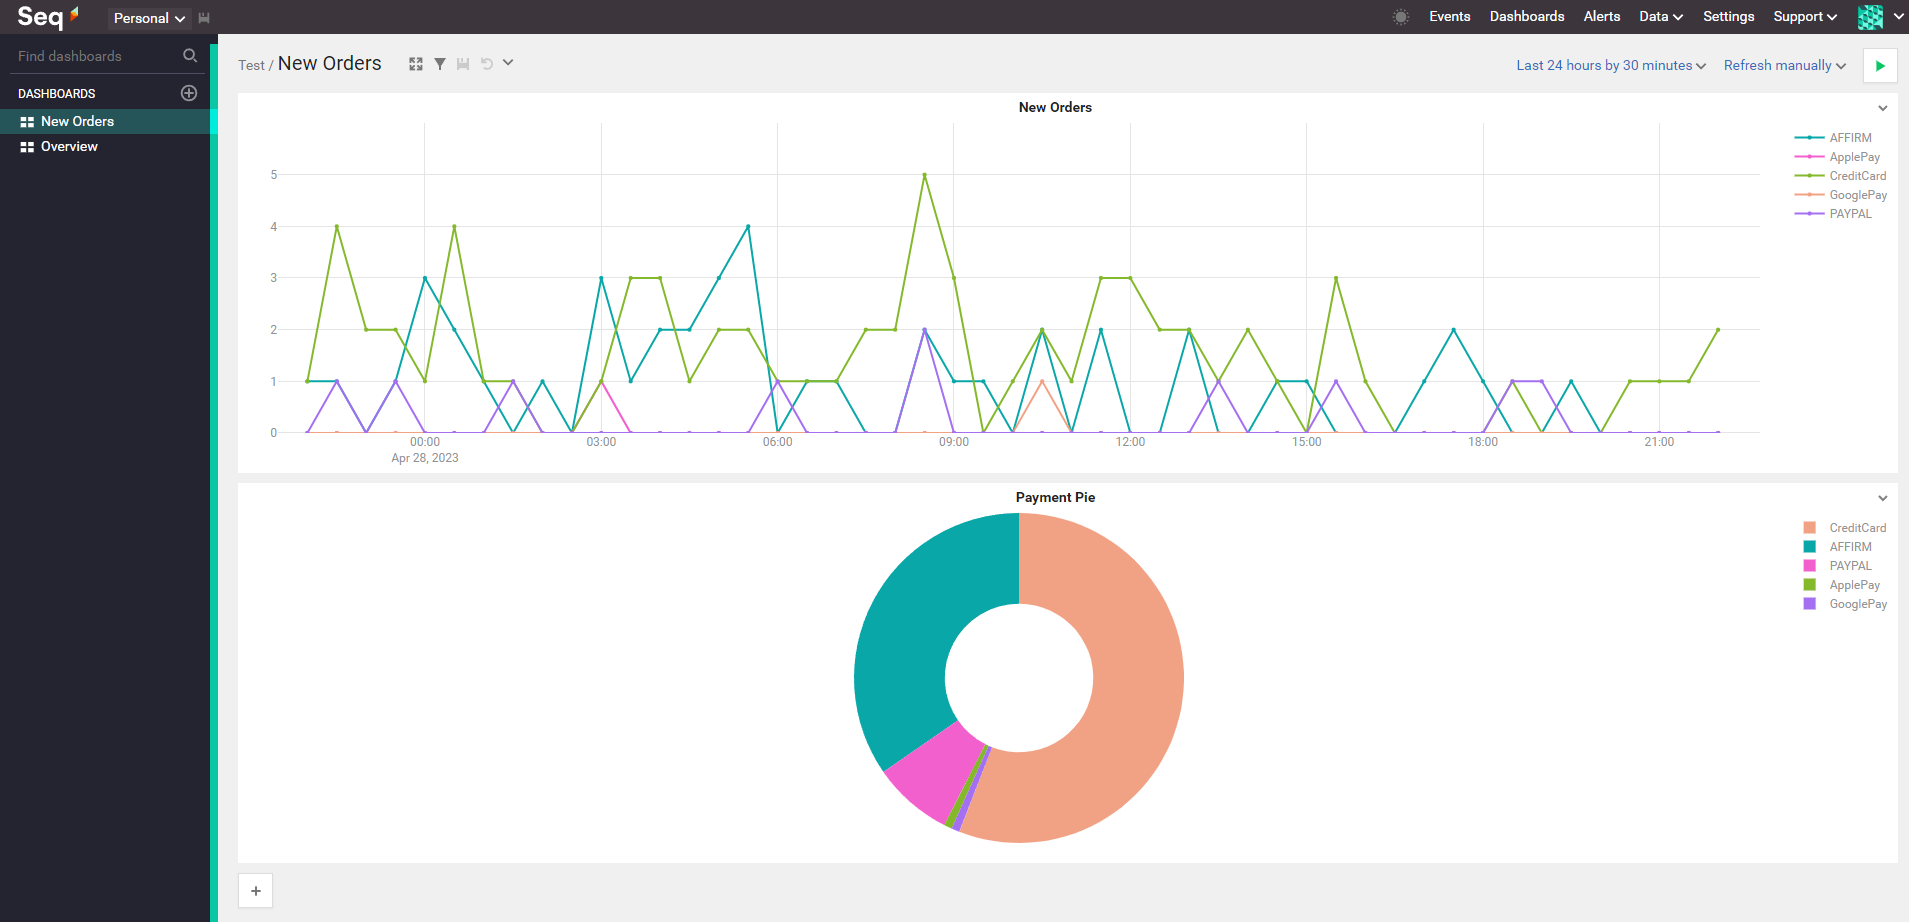 Seq Personal Events Dashboards Alerts Data Settings Support
Find dashboards
DASHBOARDS
New Orders
Overview
Test / New Orders Last 24 hours by 30 minutes Refresh manually
New Orders
AFFIRM
ApplePay
CreditCard
GooglePay
PAYPAL
5
4
3
2
1
0
00:00 03:00 06:00 09:00 12:00 15:00 18:00 21:00
Apr 28, 2023
Payment Pie
CreditCard
AFFIRM
PAYPAL
ApplePay
GooglePay
+